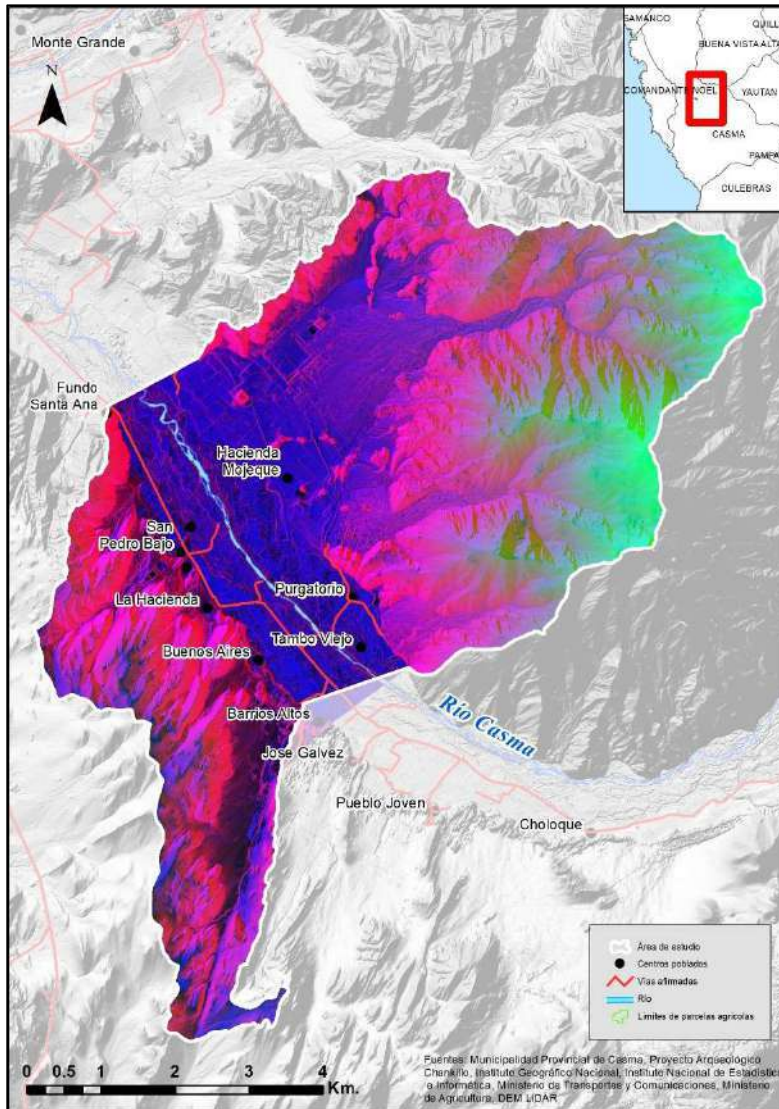 Monte Grande
N
SAMANCO
QUILL
BUENA VISTA ALTA
COMANDANTE NOEL
YAUTAN
CASMA
PAMPA
CULEBRAS
Fundo
Santa Ana
Hacienda
Mojeque
San
Pedro Bajo
La Hacienda
Purgatorio
Buenos Aires
Tambo Viejo
Barrios Altos
Río Casma
Jose Galvez
Pueblo Joven
Choloque
Área de estudio
Centros poblados
Vías afirmadas
Río
Límites de parcelas agrícolas
0 0.5 1 2 3 4
Km.
Fuentes: Municipalidad Provincial de Casma, Proyecto Arqueológico
Chankillo, Instituto Geográfico Nacional, Institute Nacional de Estadística
e Informática, Ministerio de Transportes y Comunicaciones, Ministerio
de Agricultura, DEM LiDAR